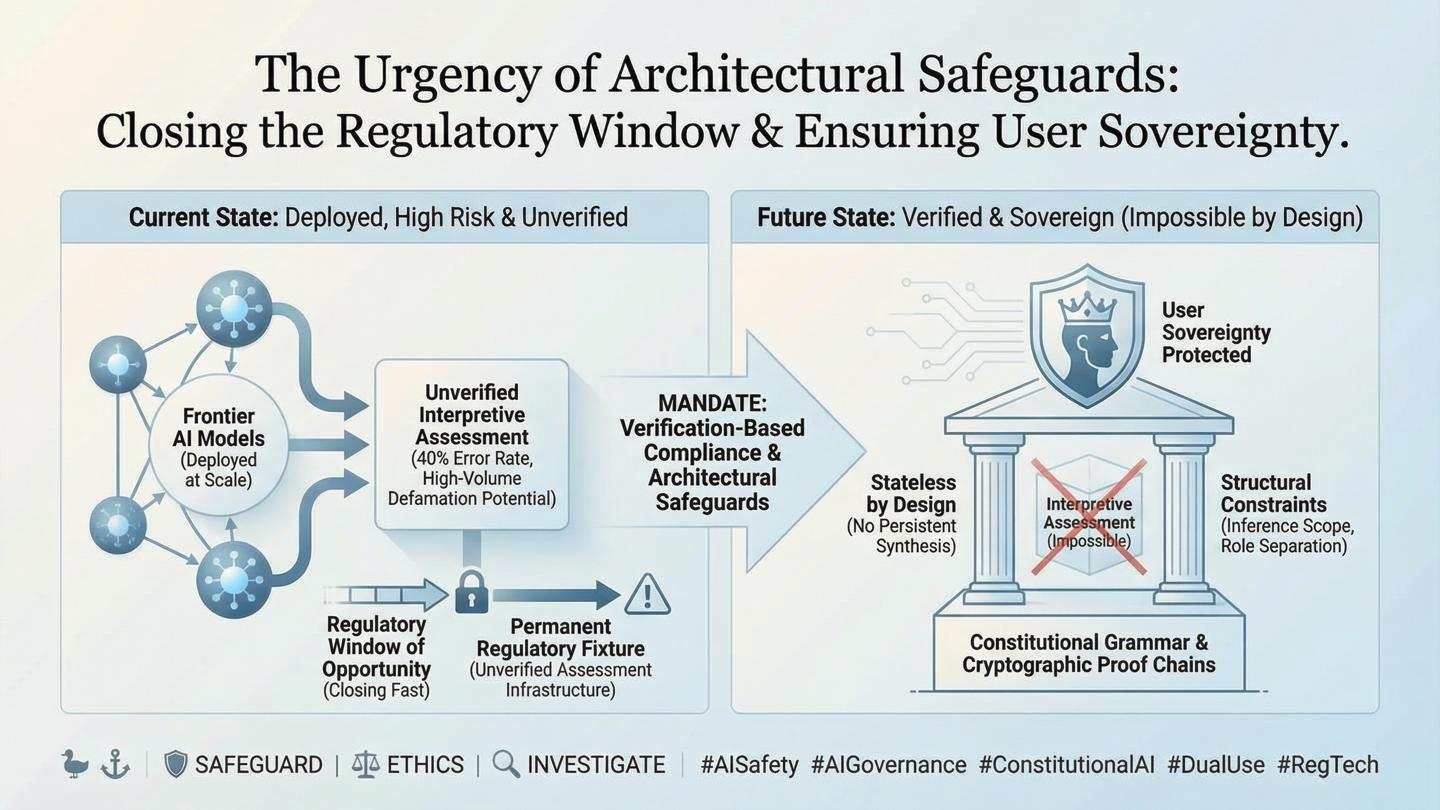 The Urgency of Architectural Safeguards:
Closing the Regulatory Window & Ensuring User Sovereignty.
Current State: Deployed, High Risk & Unverified
Frontier
AI Models
(Deployed
at Scale)
Unverified
Interpretive
Assessment
(40% Error Rate,
High-Volume
Defamation Potential)
Regulatory
Window of
Opportunity
(Closing Fast)
Permanent
Regulatory Fixture
(Unverified Assessment
Infrastructure)
MANDATE:
Verification-Based
Compliance &
Architectural
Safeguards
Future State: Verified & Sovereign (Impossible by Design)
User
Sovereignty
Protected
Stateless
by Design
(No Persistent
Synthesis)
Interpretive
Assessment
(Impossible)
Structural
Constraints
(Inference Scope,
Role Separation)
Constitutional Grammar &
Cryptographic Proof Chains
SAFEGUARD | ETHICS | INVESTIGATE | #AISafety #AIGovernance #ConstitutionalAI #DualUse #RegTech